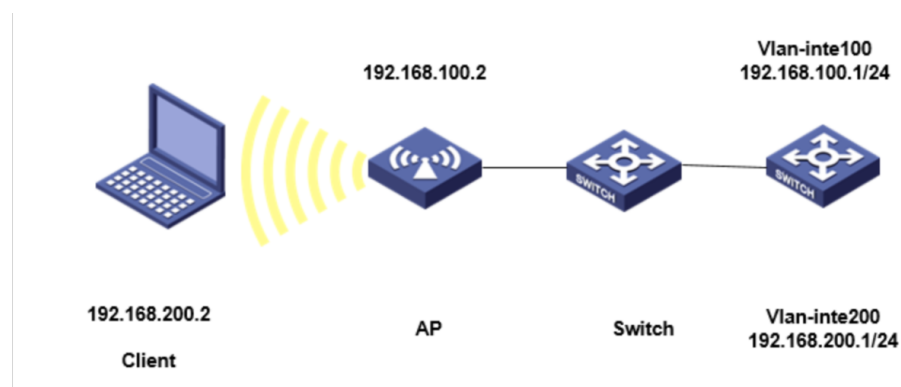 Vlan-inte100
192.168.100.2
192.168.100.1/24
SWITCH
SWITCH
192.168.200.2
Vlan-inte200
AP
Switch
192.168.200.1/24
Client